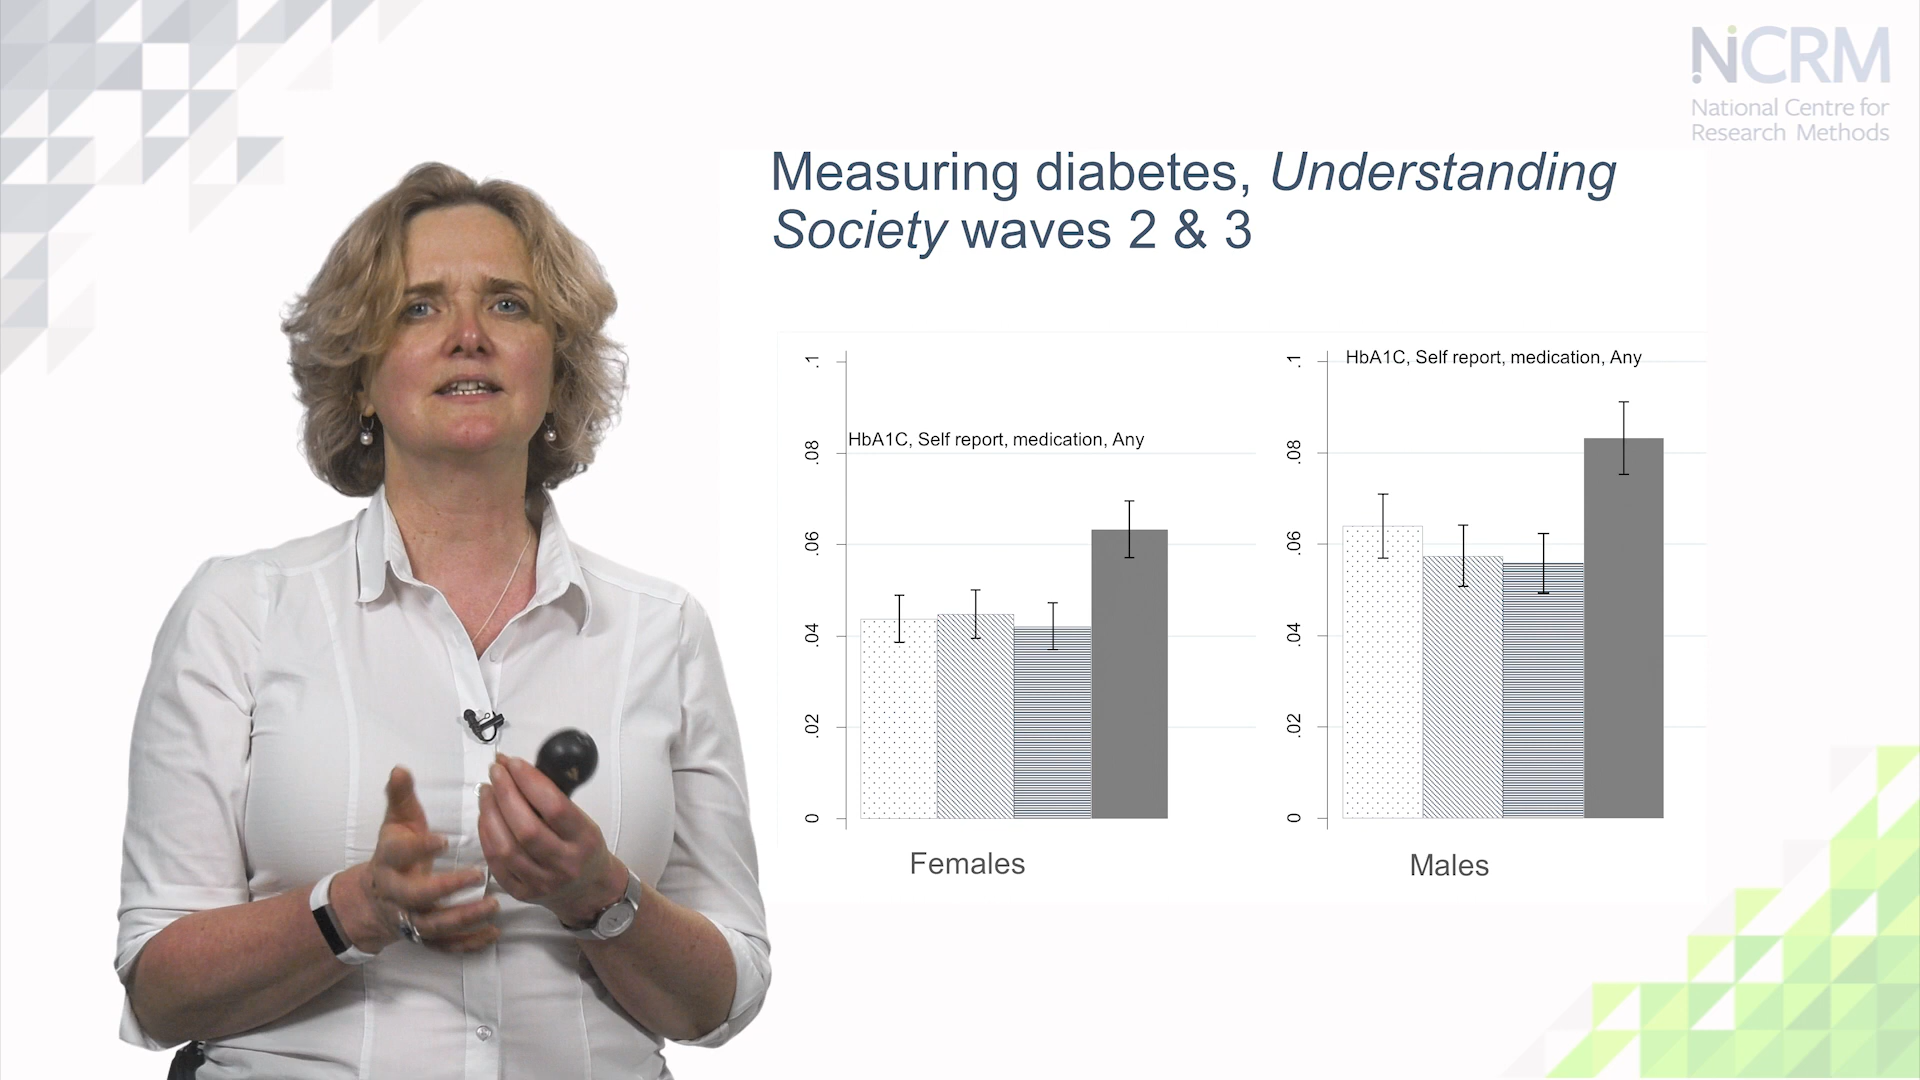 NCRM
National Centre for
Research Methods
Measuring diabetes, Understanding
Society waves 2 & 3
.1
.08
.06
.04
.02
0
HbA1C, Self report, medication, Any
Females
.1
.08
.06
.04
.02
0
HbA1C, Self report, medication, Any
Males